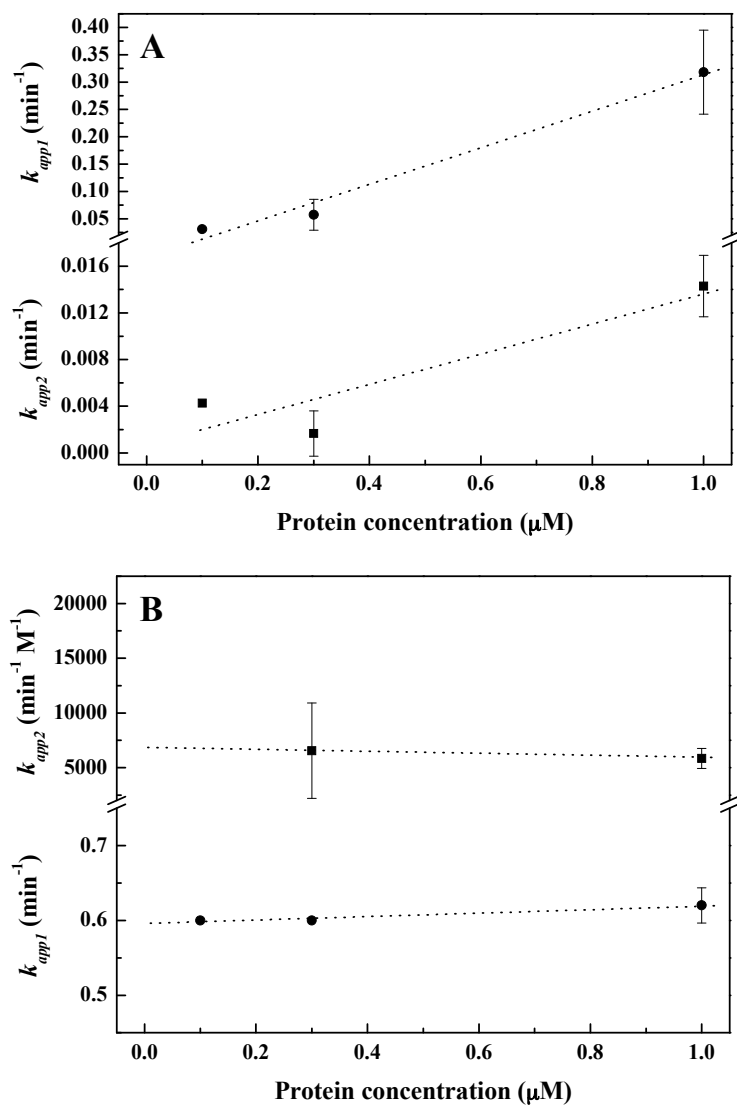 A
0.40
0.35
0.30
0.25
0.20
0.15
0.10
0.05
k_app1 (min⁻¹)
0.016
0.012
0.008
0.004
0.000
k_app2 (min⁻¹)
0.0 0.2 0.4 0.6 0.8 1.0
Protein concentration (μM)
B
20000
15000
10000
5000
k_app2 (min⁻¹ M⁻¹)
0.7
0.6
0.5
k_app1 (min⁻¹)
0.0 0.2 0.4 0.6 0.8 1.0
Protein concentration (μM)